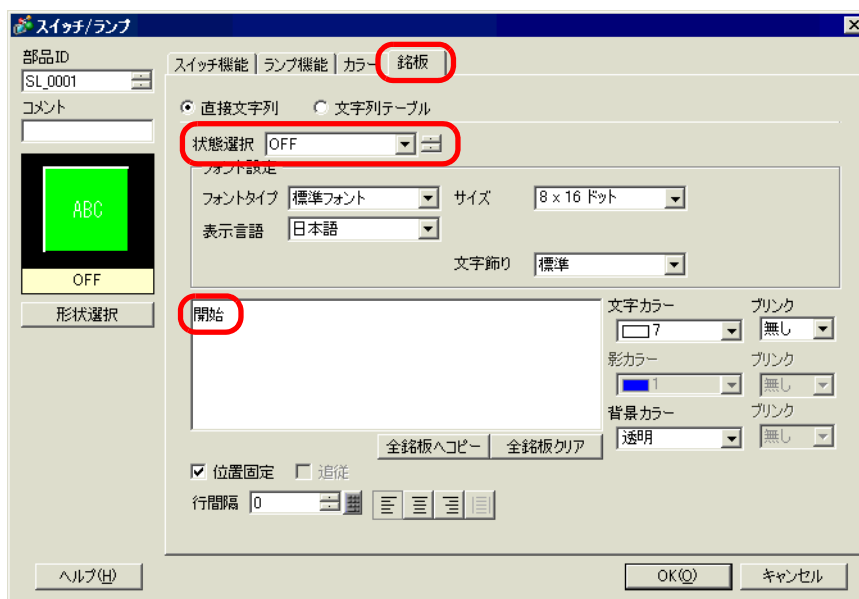 スイッチ/ランプ
部品ID
SL_0001
コメント
ABC
OFF
形状選択
スイッチ機能 ランプ機能 カラー 銘板
直接文字列 文字列テーブル
状態選択 OFF
フォント設定
フォントタイプ 標準フォント サイズ 8 x 16 ドット
表示言語 日本語
文字飾り 標準
開始
文字カラー ブリンク
7 無し
影カラー ブリンク
1 無し
背景カラー ブリンク
透明 無し
全銘板へコピー 全銘板クリア
位置固定 追従
行間隔 0
ヘルプ(H) OK(O) キャンセル